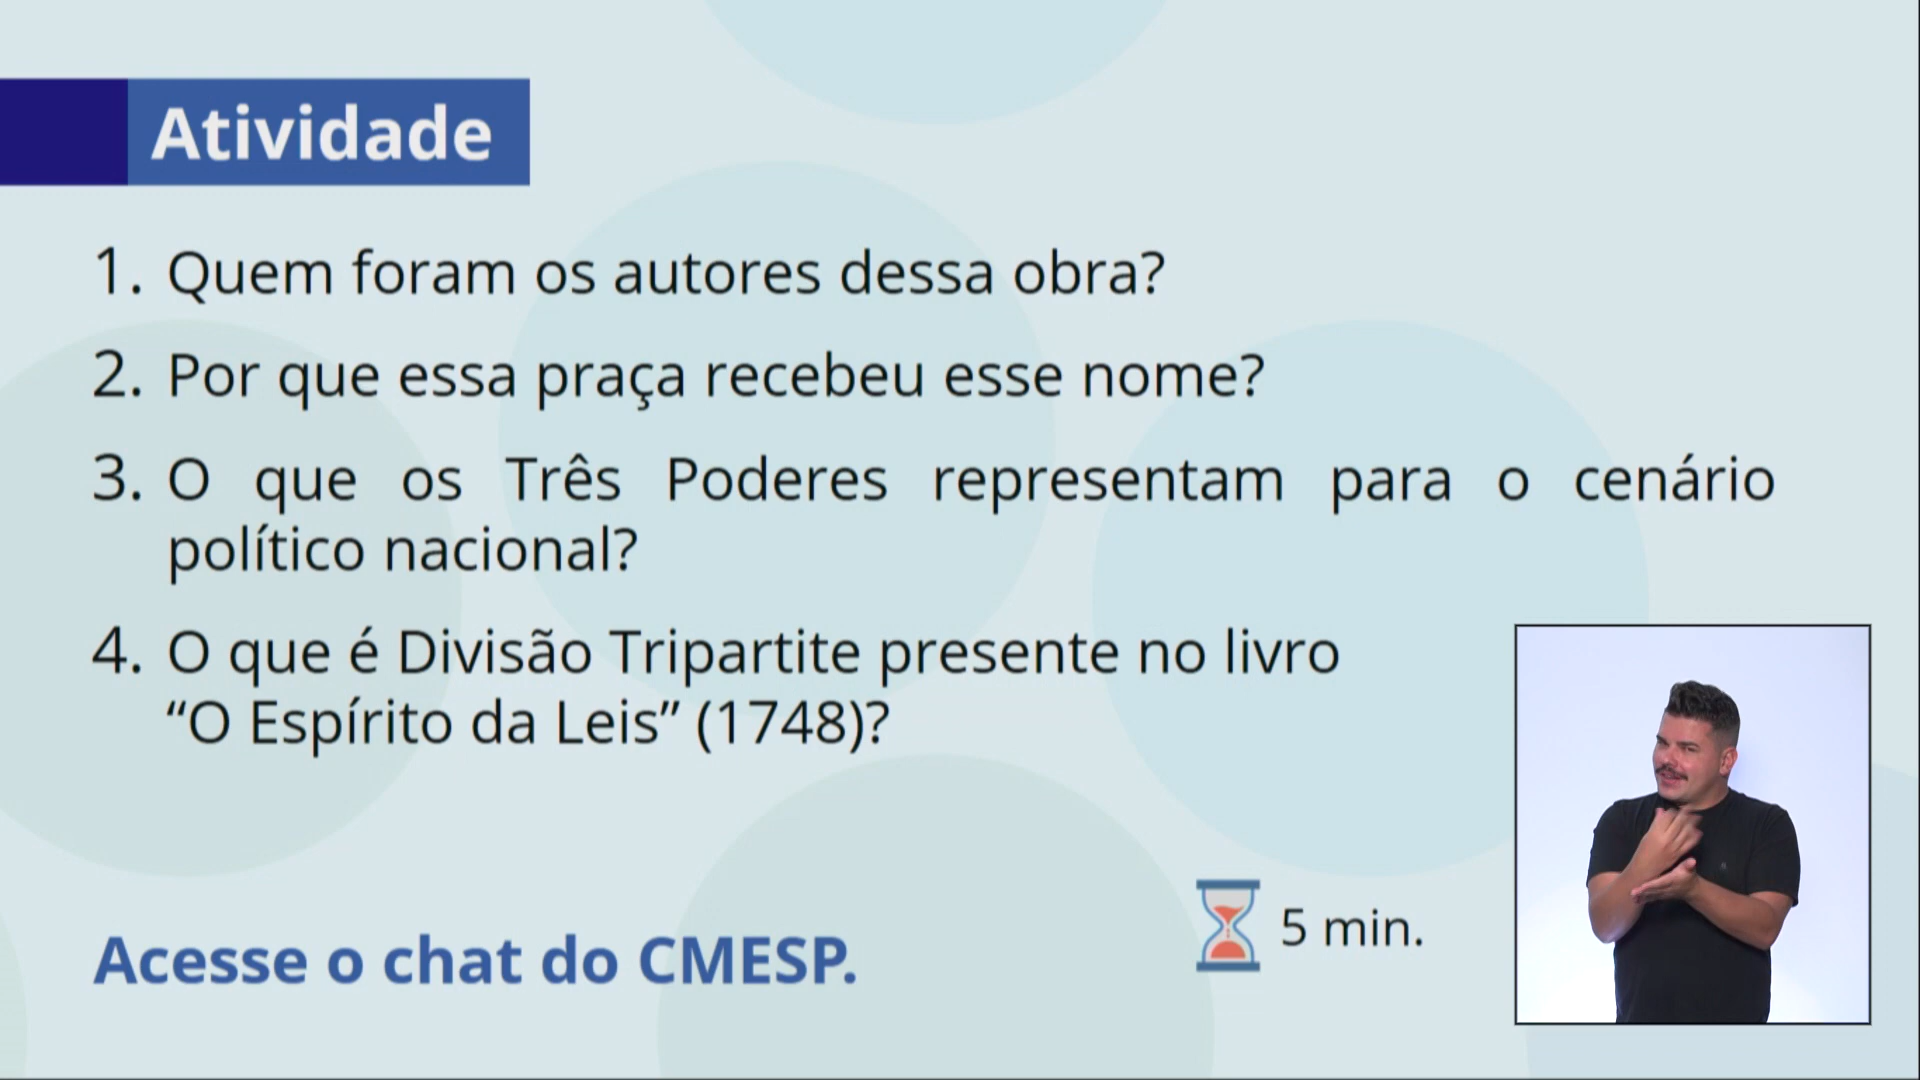 Atividade
1. Quem foram os autores dessa obra?
2. Por que essa praça recebeu esse nome?
3. O que os Três Poderes representam para o cenário
político nacional?
4. O que é Divisão Tripartite presente no livro
“O Espírito da Leis” (1748)?
5 min.
Acesse o chat do CMESP.